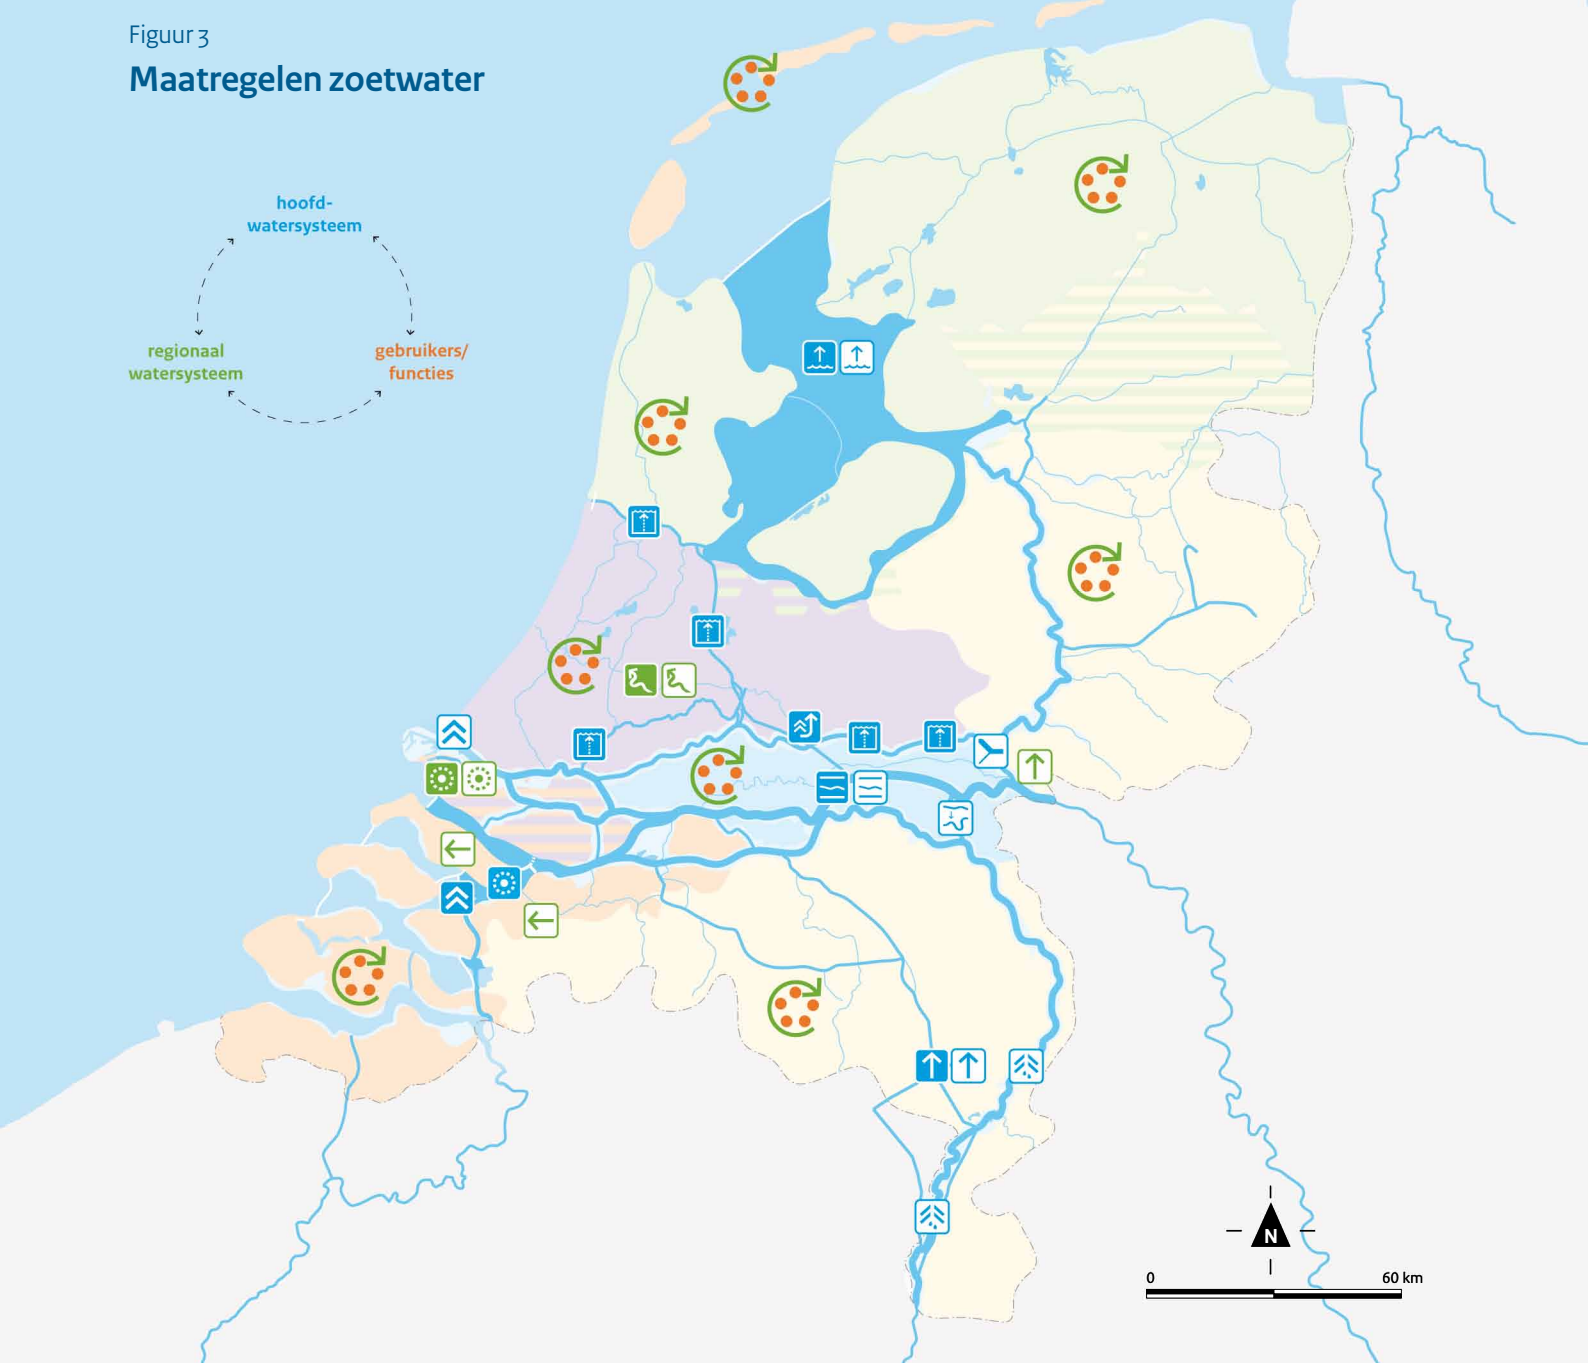 Figuur 3
Maatregelen zoetwater
hoofd-
watersysteem
regionaal
watersysteem
gebruikers/
functies
N
0
60 km